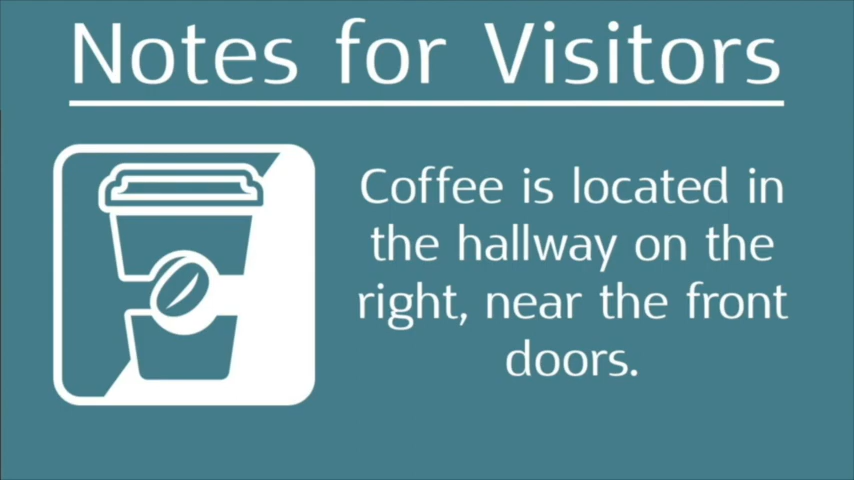 Notes for Visitors
Coffee is located in
the hallway on the
right, near the front
doors.